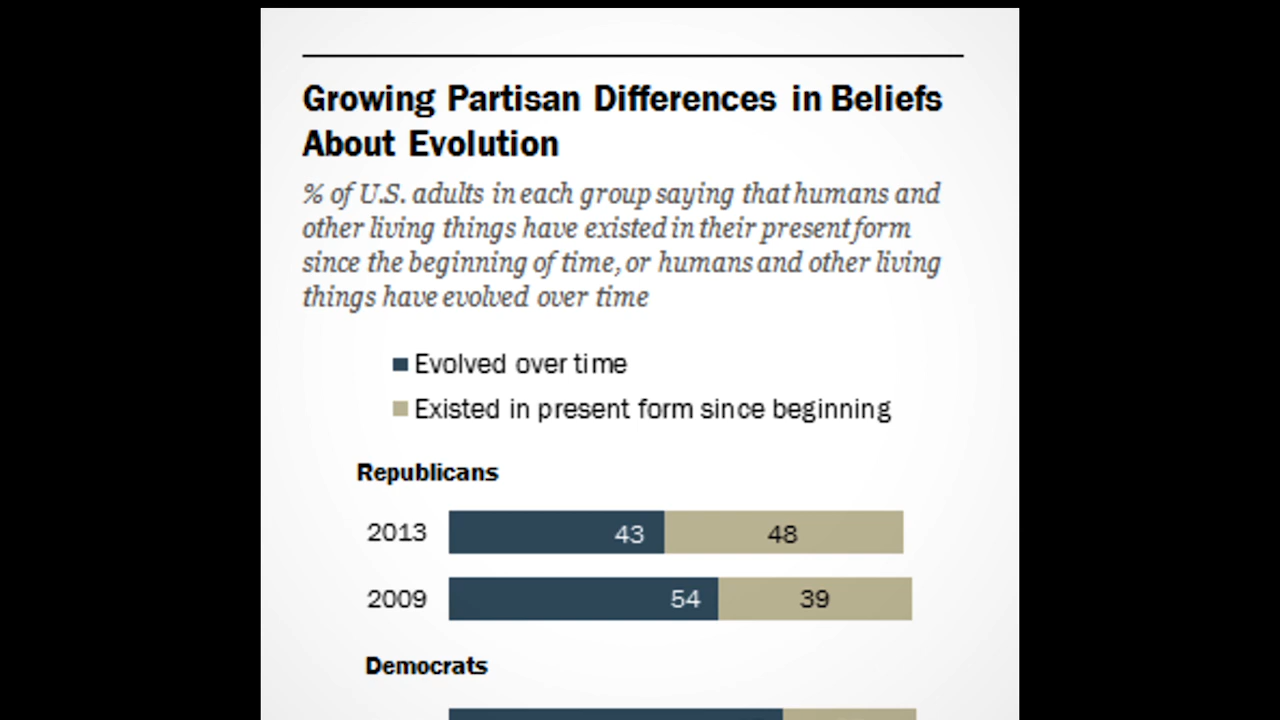 Growing Partisan Differences in Beliefs
About Evolution
% of U.S. adults in each group saying that humans and
other living things have existed in their present form
since the beginning of time, or humans and other living
things have evolved over time
Evolved over time
Existed in present form since beginning
Republicans
2013 43 48
2009 54 39
Democrats